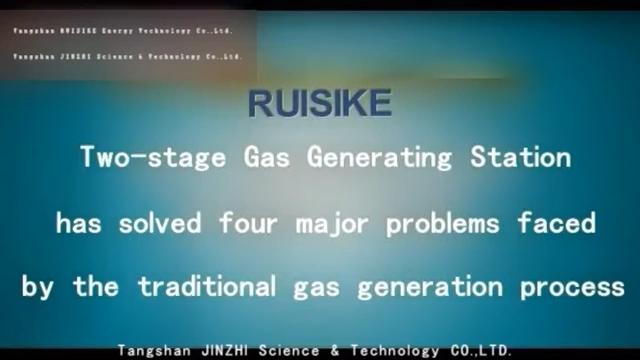 Tangshan RUISIKE Energy Technology Co.,Ltd.
Tangshan JINZHI Science & Technology Co.,Ltd.
RUISIKE
Two-stage Gas Generating Station
has solved four major problems faced
by the traditional gas generation process
Tangshan JINZHI Science & Technology CO.,LTD.